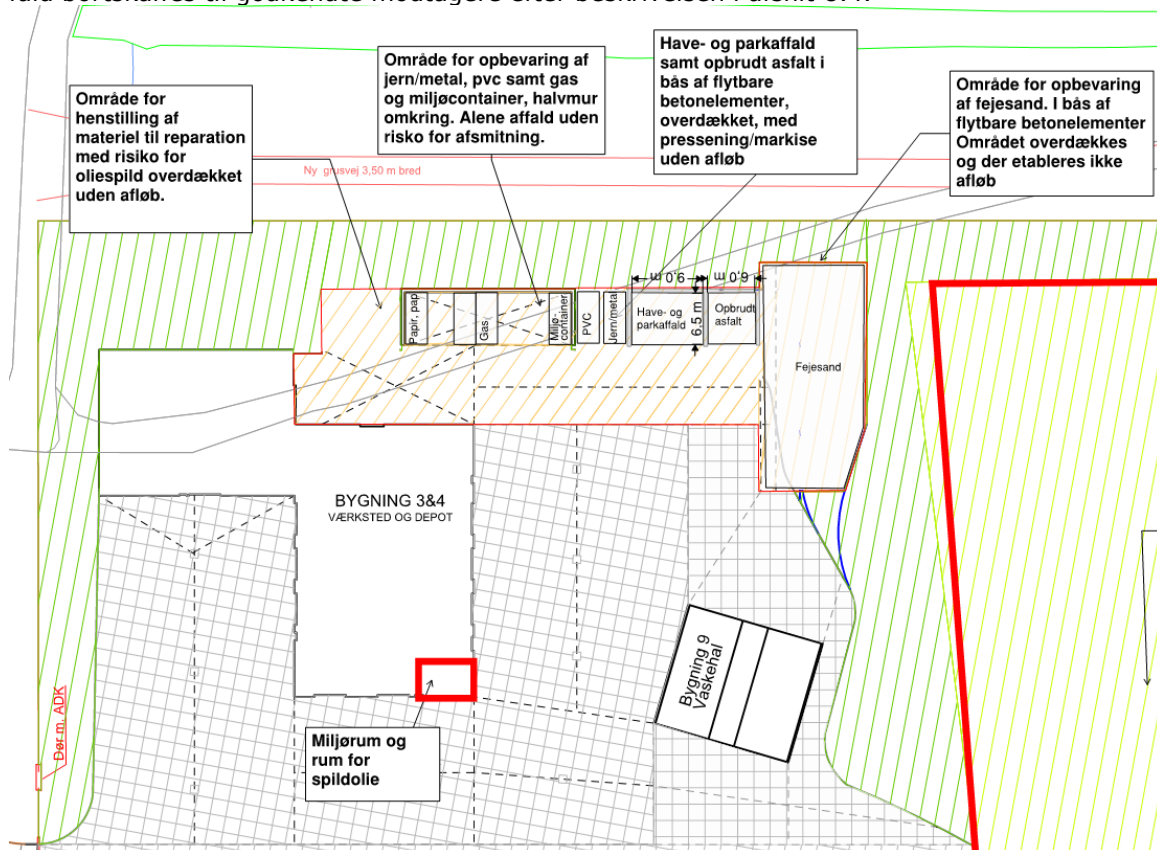 Område for
henstilling af
materiel til reparation
med risiko for
oliespild overdækket
uden afløb.
Område for opbevaring af
jern/metal, pvc samt gas
og miljøcontainer, halvmur
omkring. Alene affald uden
risiko for afsmitning.
Have- og parkaffald
samt opbrudt asfalt i
bås af flytbare
betonelementer,
overdækket, med
pressening/markise
uden afløb
Område for opbevaring
af fejesand. I bås af
flytbare betonelementer
Området overdækkes
og der etableres ikke
afløb
Ny grusvej 3,50 m bred
9,0 m
6,0 m
Papir, pap
Gas
Miljø-
container
PVC
Jern/metal
Have- og
parkaffald
6,5 m
Opbrudt
asfalt
Fejesand
BYGNING 3&4
VÆRKSTED OG DEPOT
Bygning 9
Vaskehal
Dør m. ADK
Miljørum og
rum for
spildolie